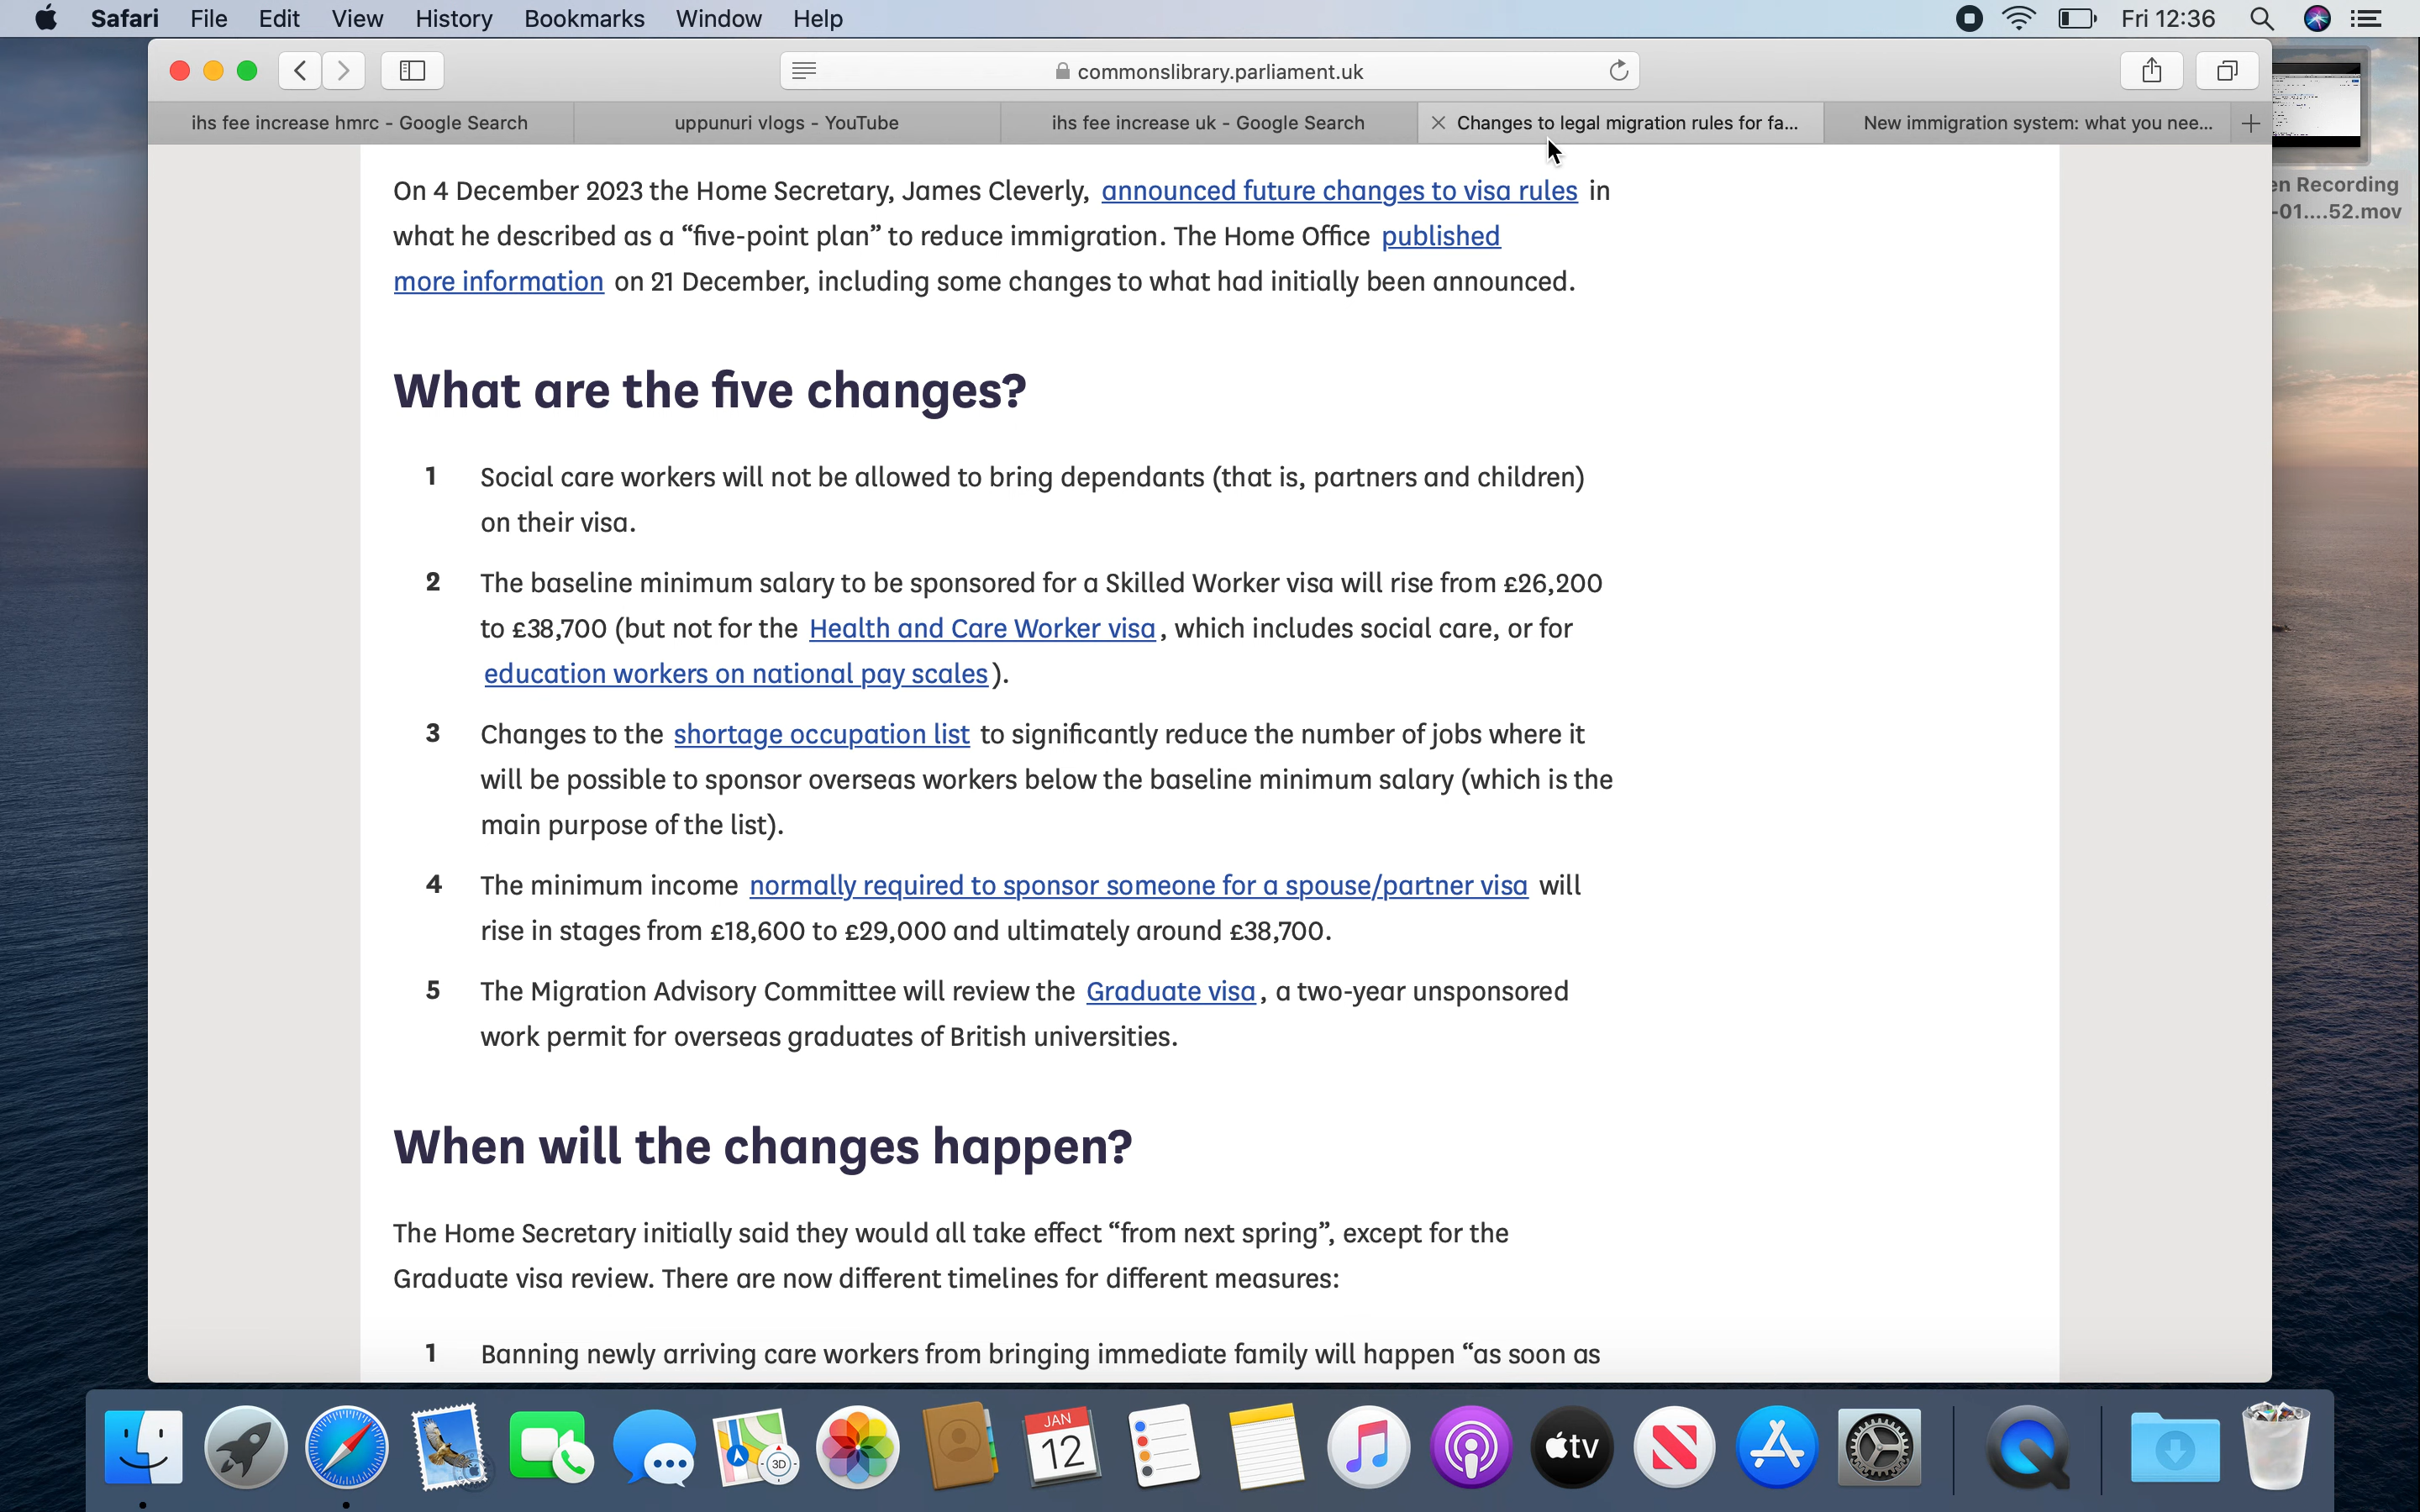 Safari File Edit View History Bookmarks Window Help Fri 12:36
commonslibrary.parliament.uk
ihs fee increase hmrc - Google Search
uppunuri vlogs - YouTube
ihs fee increase uk - Google Search
Changes to legal migration rules for fa...
New immigration system: what you nee...
en Recording
-01....52.mov
On 4 December 2023 the Home Secretary, James Cleverly, announced future changes to visa rules in
what he described as a “five-point plan” to reduce immigration. The Home Office published
more information on 21 December, including some changes to what had initially been announced.
What are the five changes?
1 Social care workers will not be allowed to bring dependants (that is, partners and children)
on their visa.
2 The baseline minimum salary to be sponsored for a Skilled Worker visa will rise from £26,200
to £38,700 (but not for the Health and Care Worker visa, which includes social care, or for
education workers on national pay scales).
3 Changes to the shortage occupation list to significantly reduce the number of jobs where it
will be possible to sponsor overseas workers below the baseline minimum salary (which is the
main purpose of the list).
4 The minimum income normally required to sponsor someone for a spouse/partner visa will
rise in stages from £18,600 to £29,000 and ultimately around £38,700.
5 The Migration Advisory Committee will review the Graduate visa, a two-year unsponsored
work permit for overseas graduates of British universities.
When will the changes happen?
The Home Secretary initially said they would all take effect “from next spring”, except for the
Graduate visa review. There are now different timelines for different measures:
1 Banning newly arriving care workers from bringing immediate family will happen “as soon as
3D
JAN
12
tv